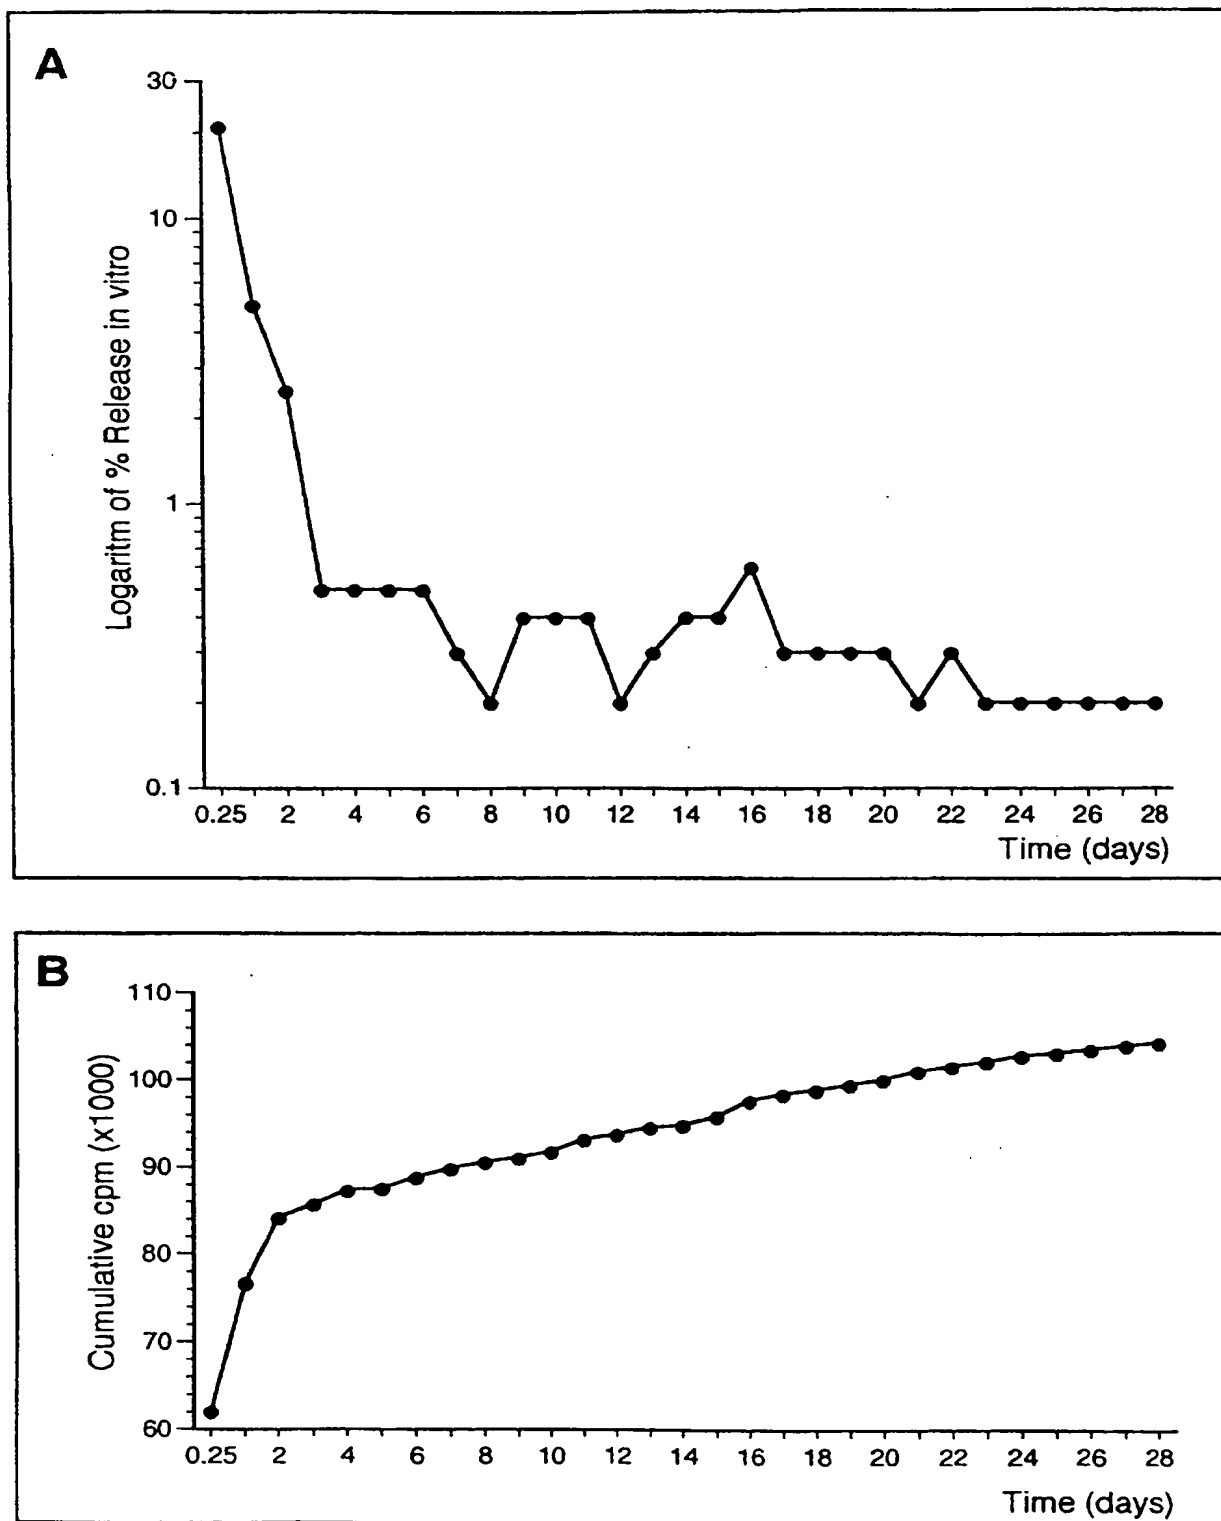 A
30
10
1
0.1
Logaritm of % Release in vitro
0.25 2 4 6 8 10 12 14 16 18 20 22 24 26 28
Time (days)
B
110
100
90
80
70
60
Cumulative cpm (x1000)
0.25 2 4 6 8 10 12 14 16 18 20 22 24 26 28
Time (days)